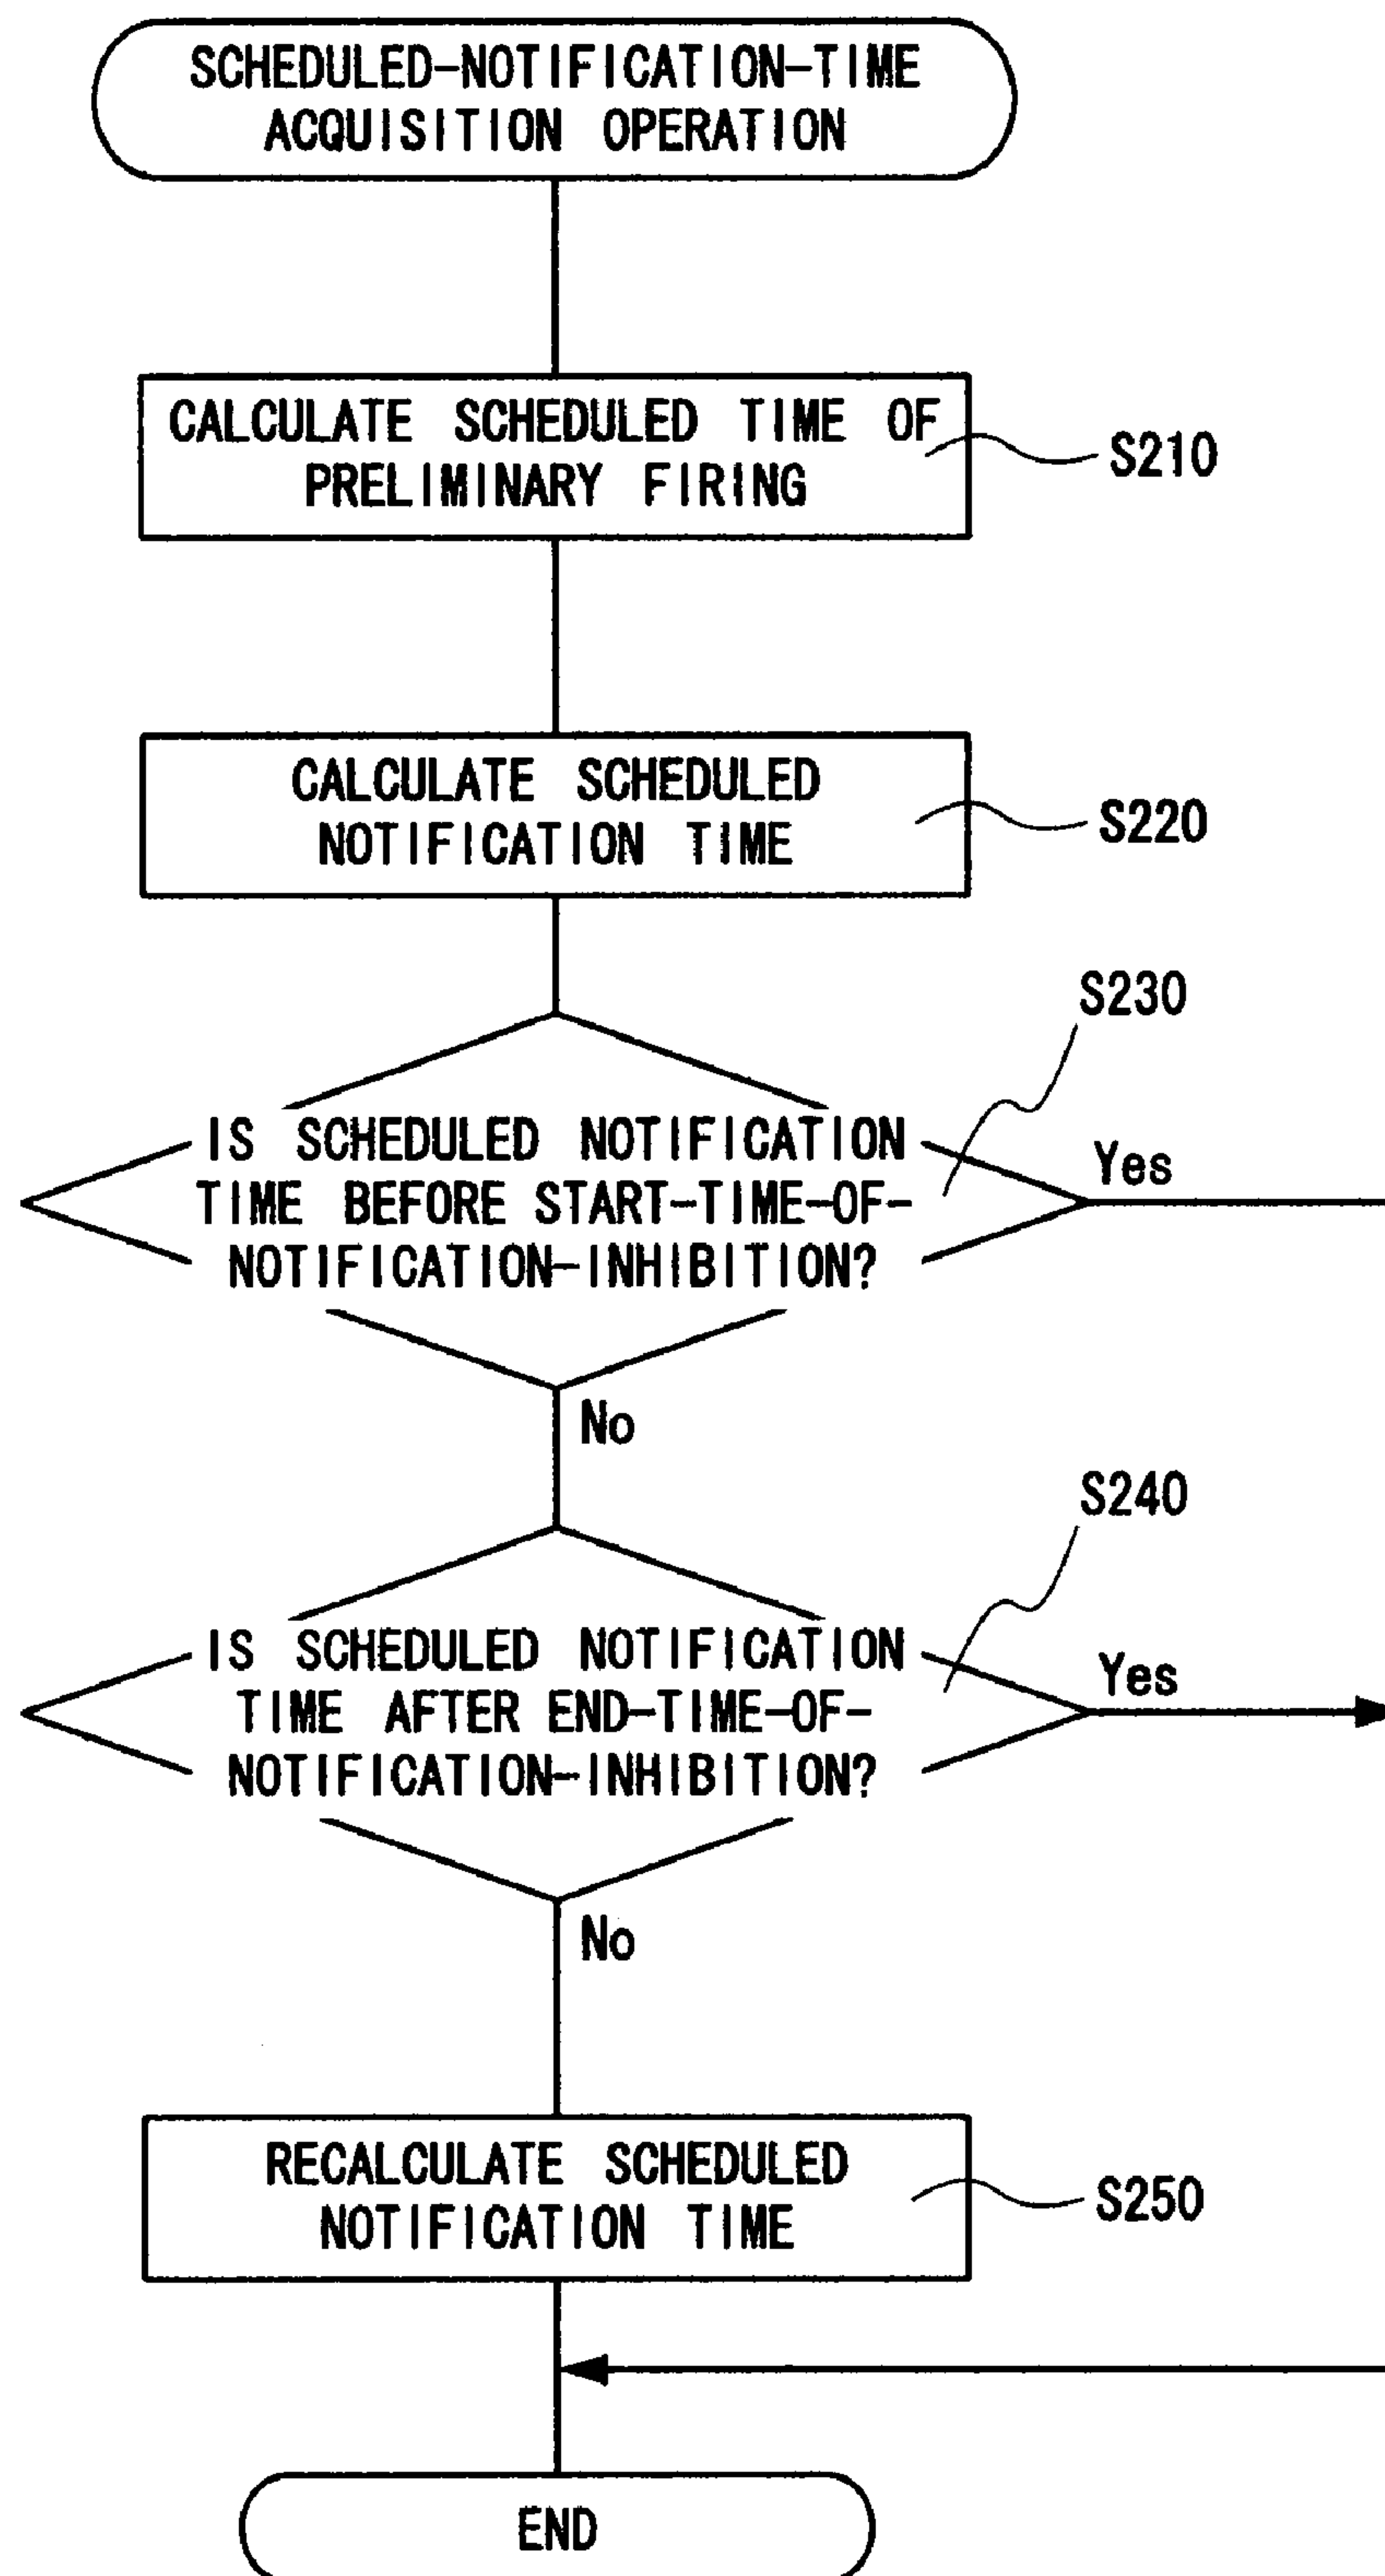 SCHEDULED-NOTIFICATION-TIME
ACQUISITION OPERATION
CALCULATE SCHEDULED TIME OF
PRELIMINARY FIRING
S210
CALCULATE SCHEDULED
NOTIFICATION TIME
S220
S230
IS SCHEDULED NOTIFICATION
TIME BEFORE START-TIME-OF-
NOTIFICATION-INHIBITION?
Yes
No
S240
IS SCHEDULED NOTIFICATION
TIME AFTER END-TIME-OF-
NOTIFICATION-INHIBITION?
Yes
No
RECALCULATE SCHEDULED
NOTIFICATION TIME
S250
END